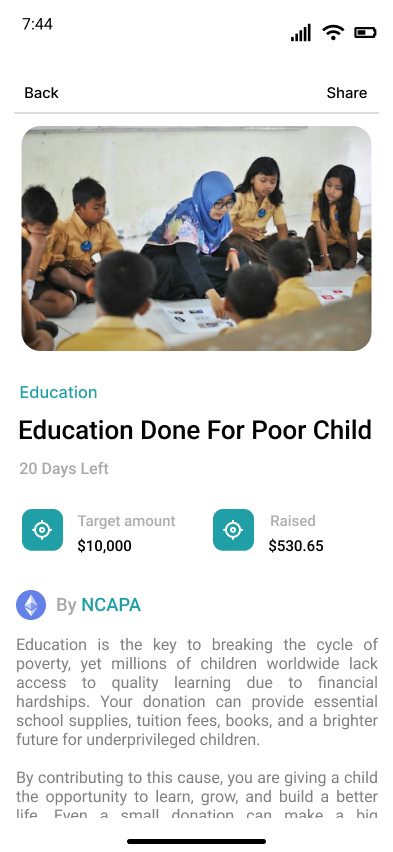 7:44
Back
Share
Education
Education Done For Poor Child
20 Days Left
Target amount
$10,000
Raised
$530.65
By NCAPA
Education is the key to breaking the cycle of
poverty, yet millions of children worldwide lack
access to quality learning due to financial
hardships. Your donation can provide essential
school supplies, tuition fees, books, and a brighter
future for underprivileged children.
By contributing to this cause, you are giving a child
the opportunity to learn, grow, and build a better
life. Even a small donation can make a big